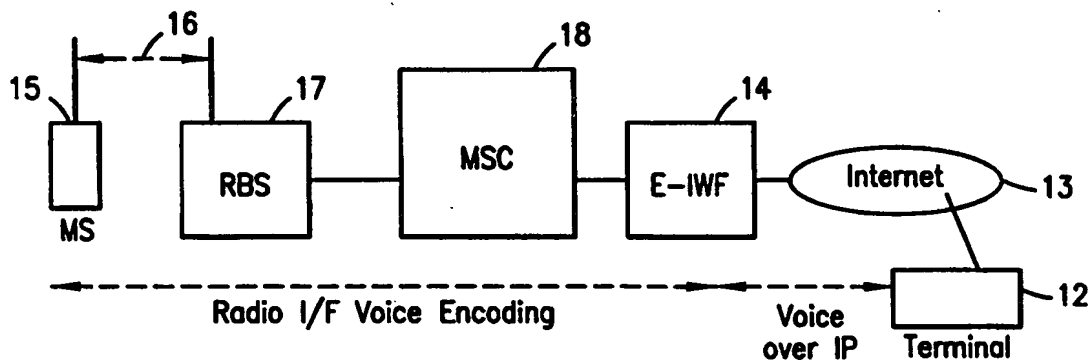 16
18
15
17
14
MSC
RBS
E-IWF
Internet
13
MS
Radio I/F Voice Encoding
Voice
over IP
12
Terminal